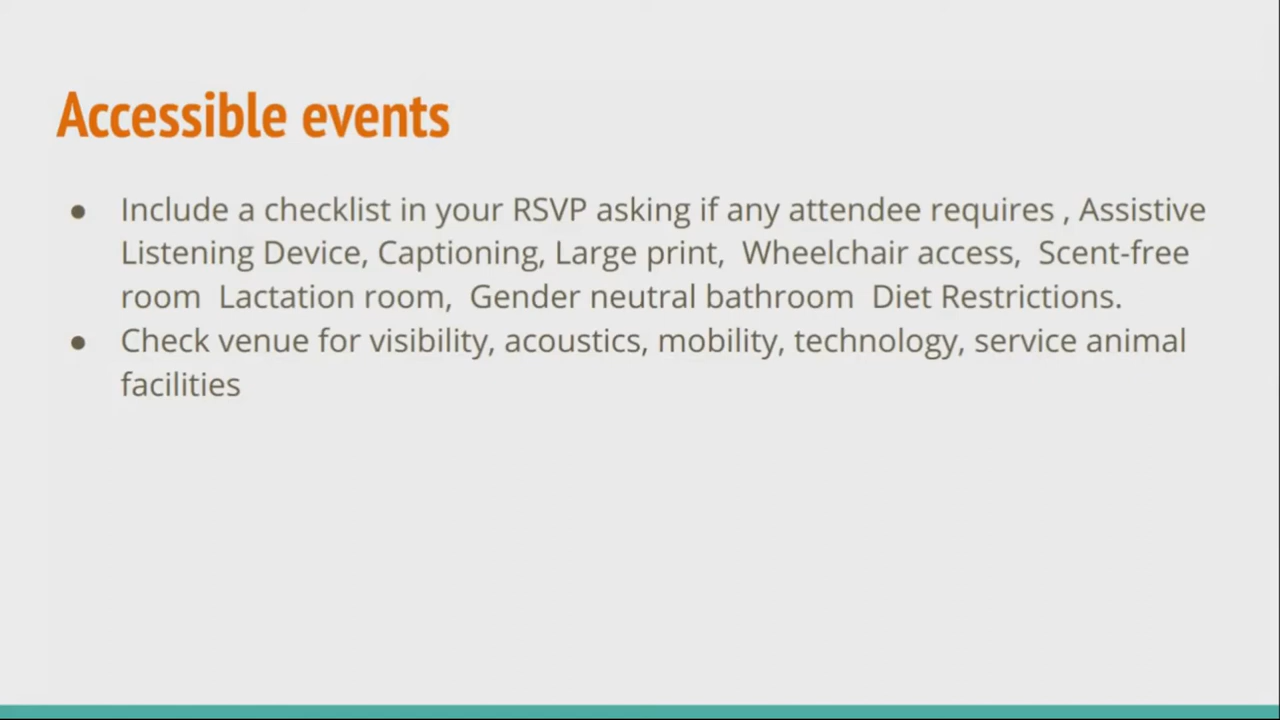 Accessible events
● Include a checklist in your RSVP asking if any attendee requires , Assistive
Listening Device, Captioning, Large print,  Wheelchair access,  Scent-free
room  Lactation room,  Gender neutral bathroom  Diet Restrictions.
● Check venue for visibility, acoustics, mobility, technology, service animal
facilities